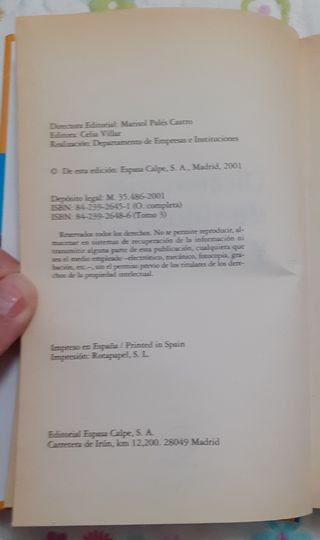 Directora Editorial: Marisol Palés Castro
Editora: Celia Villar
Realización: Departamento de Empresas e Instituciones
© De esta edición: Espasa Calpe, S. A., Madrid, 2001
Depósito legal: M. 35.486-2001
ISBN: 84-239-2645-1 (O. completa)
ISBN: 84-239-2648-6 (Tomo 3)
Reservados todos los derechos. No se permite reproducir, al-
macenar en sistemas de recuperación de la información ni
transmitir alguna parte de esta publicación, cualquiera que
sea el medio empleado –electrónico, mecánico, fotocopia, gra-
bación, etc.–, sin el permiso previo de los titulares de los dere-
chos de la propiedad intelectual.
Impreso en España / Printed in Spain
Impresión: Rotapapel, S. L.
Editorial Espasa Calpe, S. A.
Carretera de Irún, km 12,200. 28049 Madrid